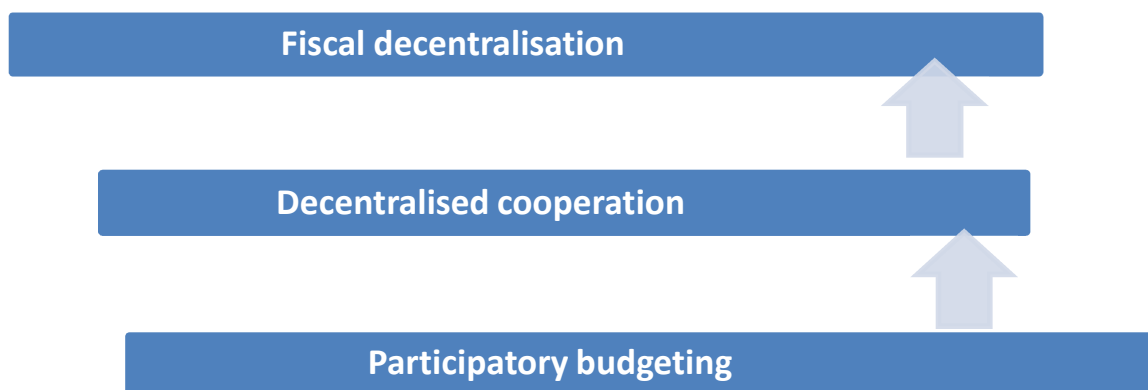 Fiscal decentralisation
Decentralised cooperation
Participatory budgeting